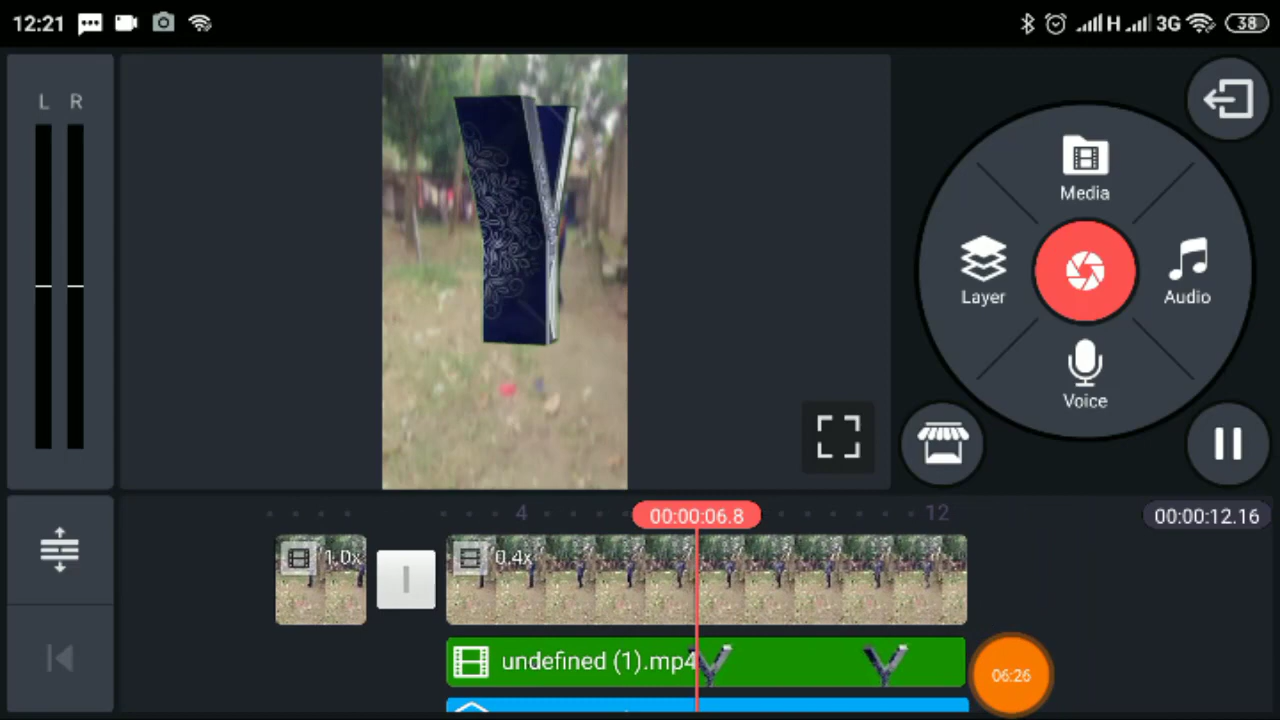 12:21
H
3G
38
L R
Media
Layer
Audio
Voice
4
00:00:06.8
12
00:00:12.16
1.0x
0.4x
undefined (1).mp4
06:26